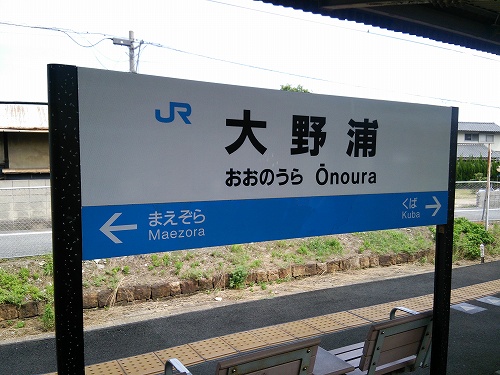 JR
大野浦
おおのうら Ōnoura
← まえぞら
Maezora
くば →
Kuba